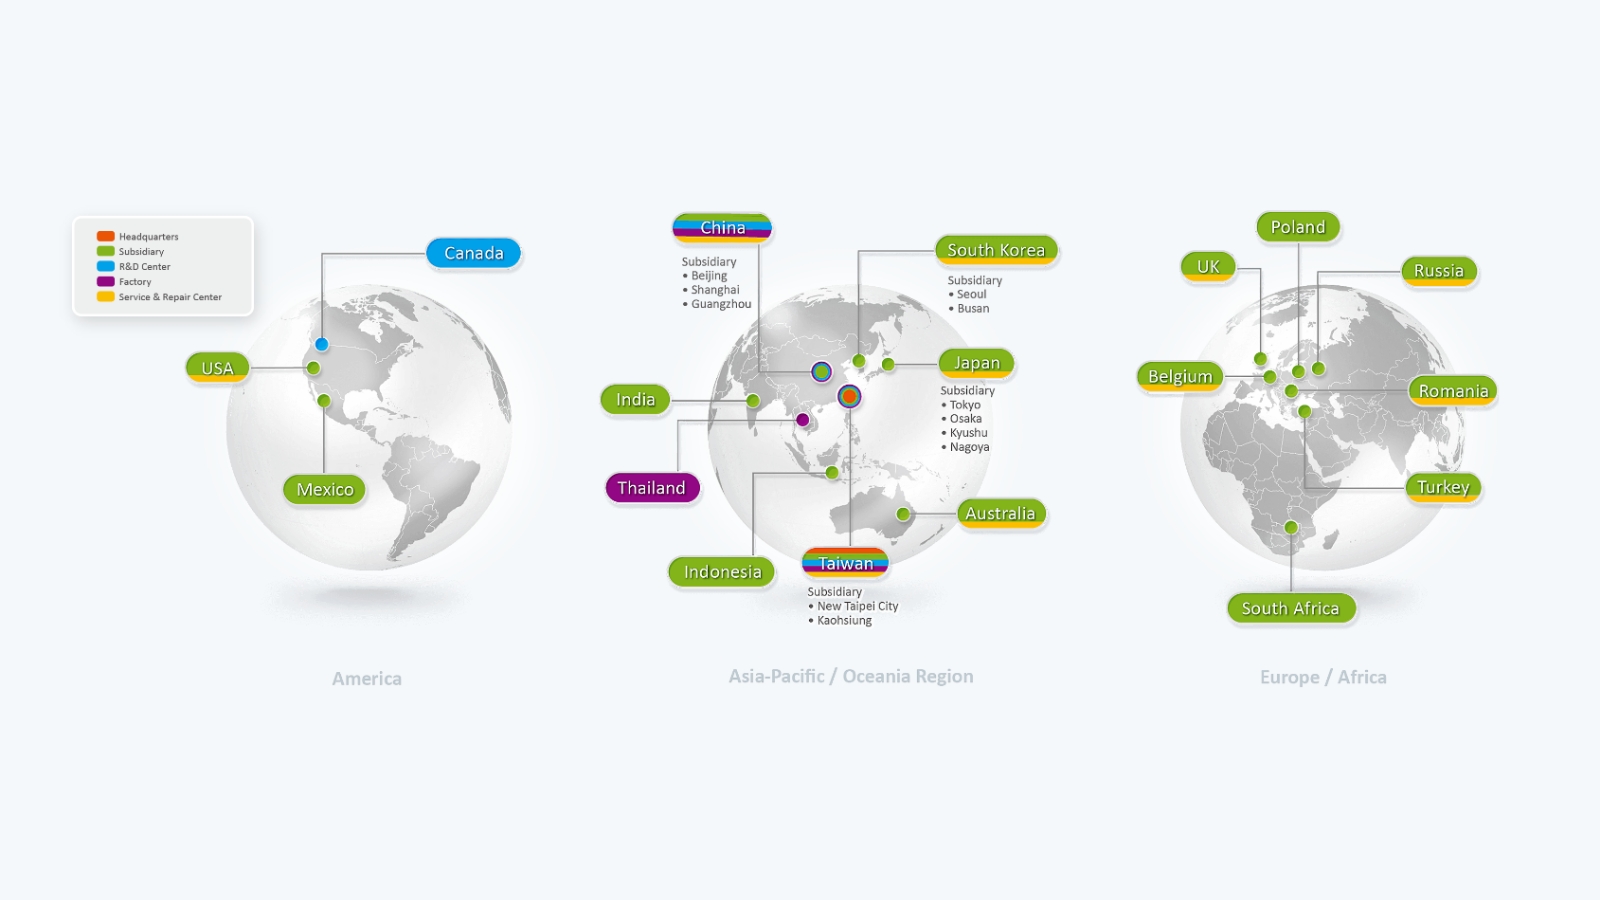 Headquarters
Subsidiary
R&D Center
Factory
Service & Repair Center
Canada
USA
Mexico
America
China
Subsidiary
• Beijing
• Shanghai
• Guangzhou
South Korea
Subsidiary
• Seoul
• Busan
Japan
Subsidiary
• Tokyo
• Osaka
• Kyushu
• Nagoya
India
Thailand
Indonesia
Australia
Taiwan
Subsidiary
• New Taipei City
• Kaohsiung
Asia-Pacific / Oceania Region
Poland
UK
Russia
Belgium
Romania
Turkey
South Africa
Europe / Africa